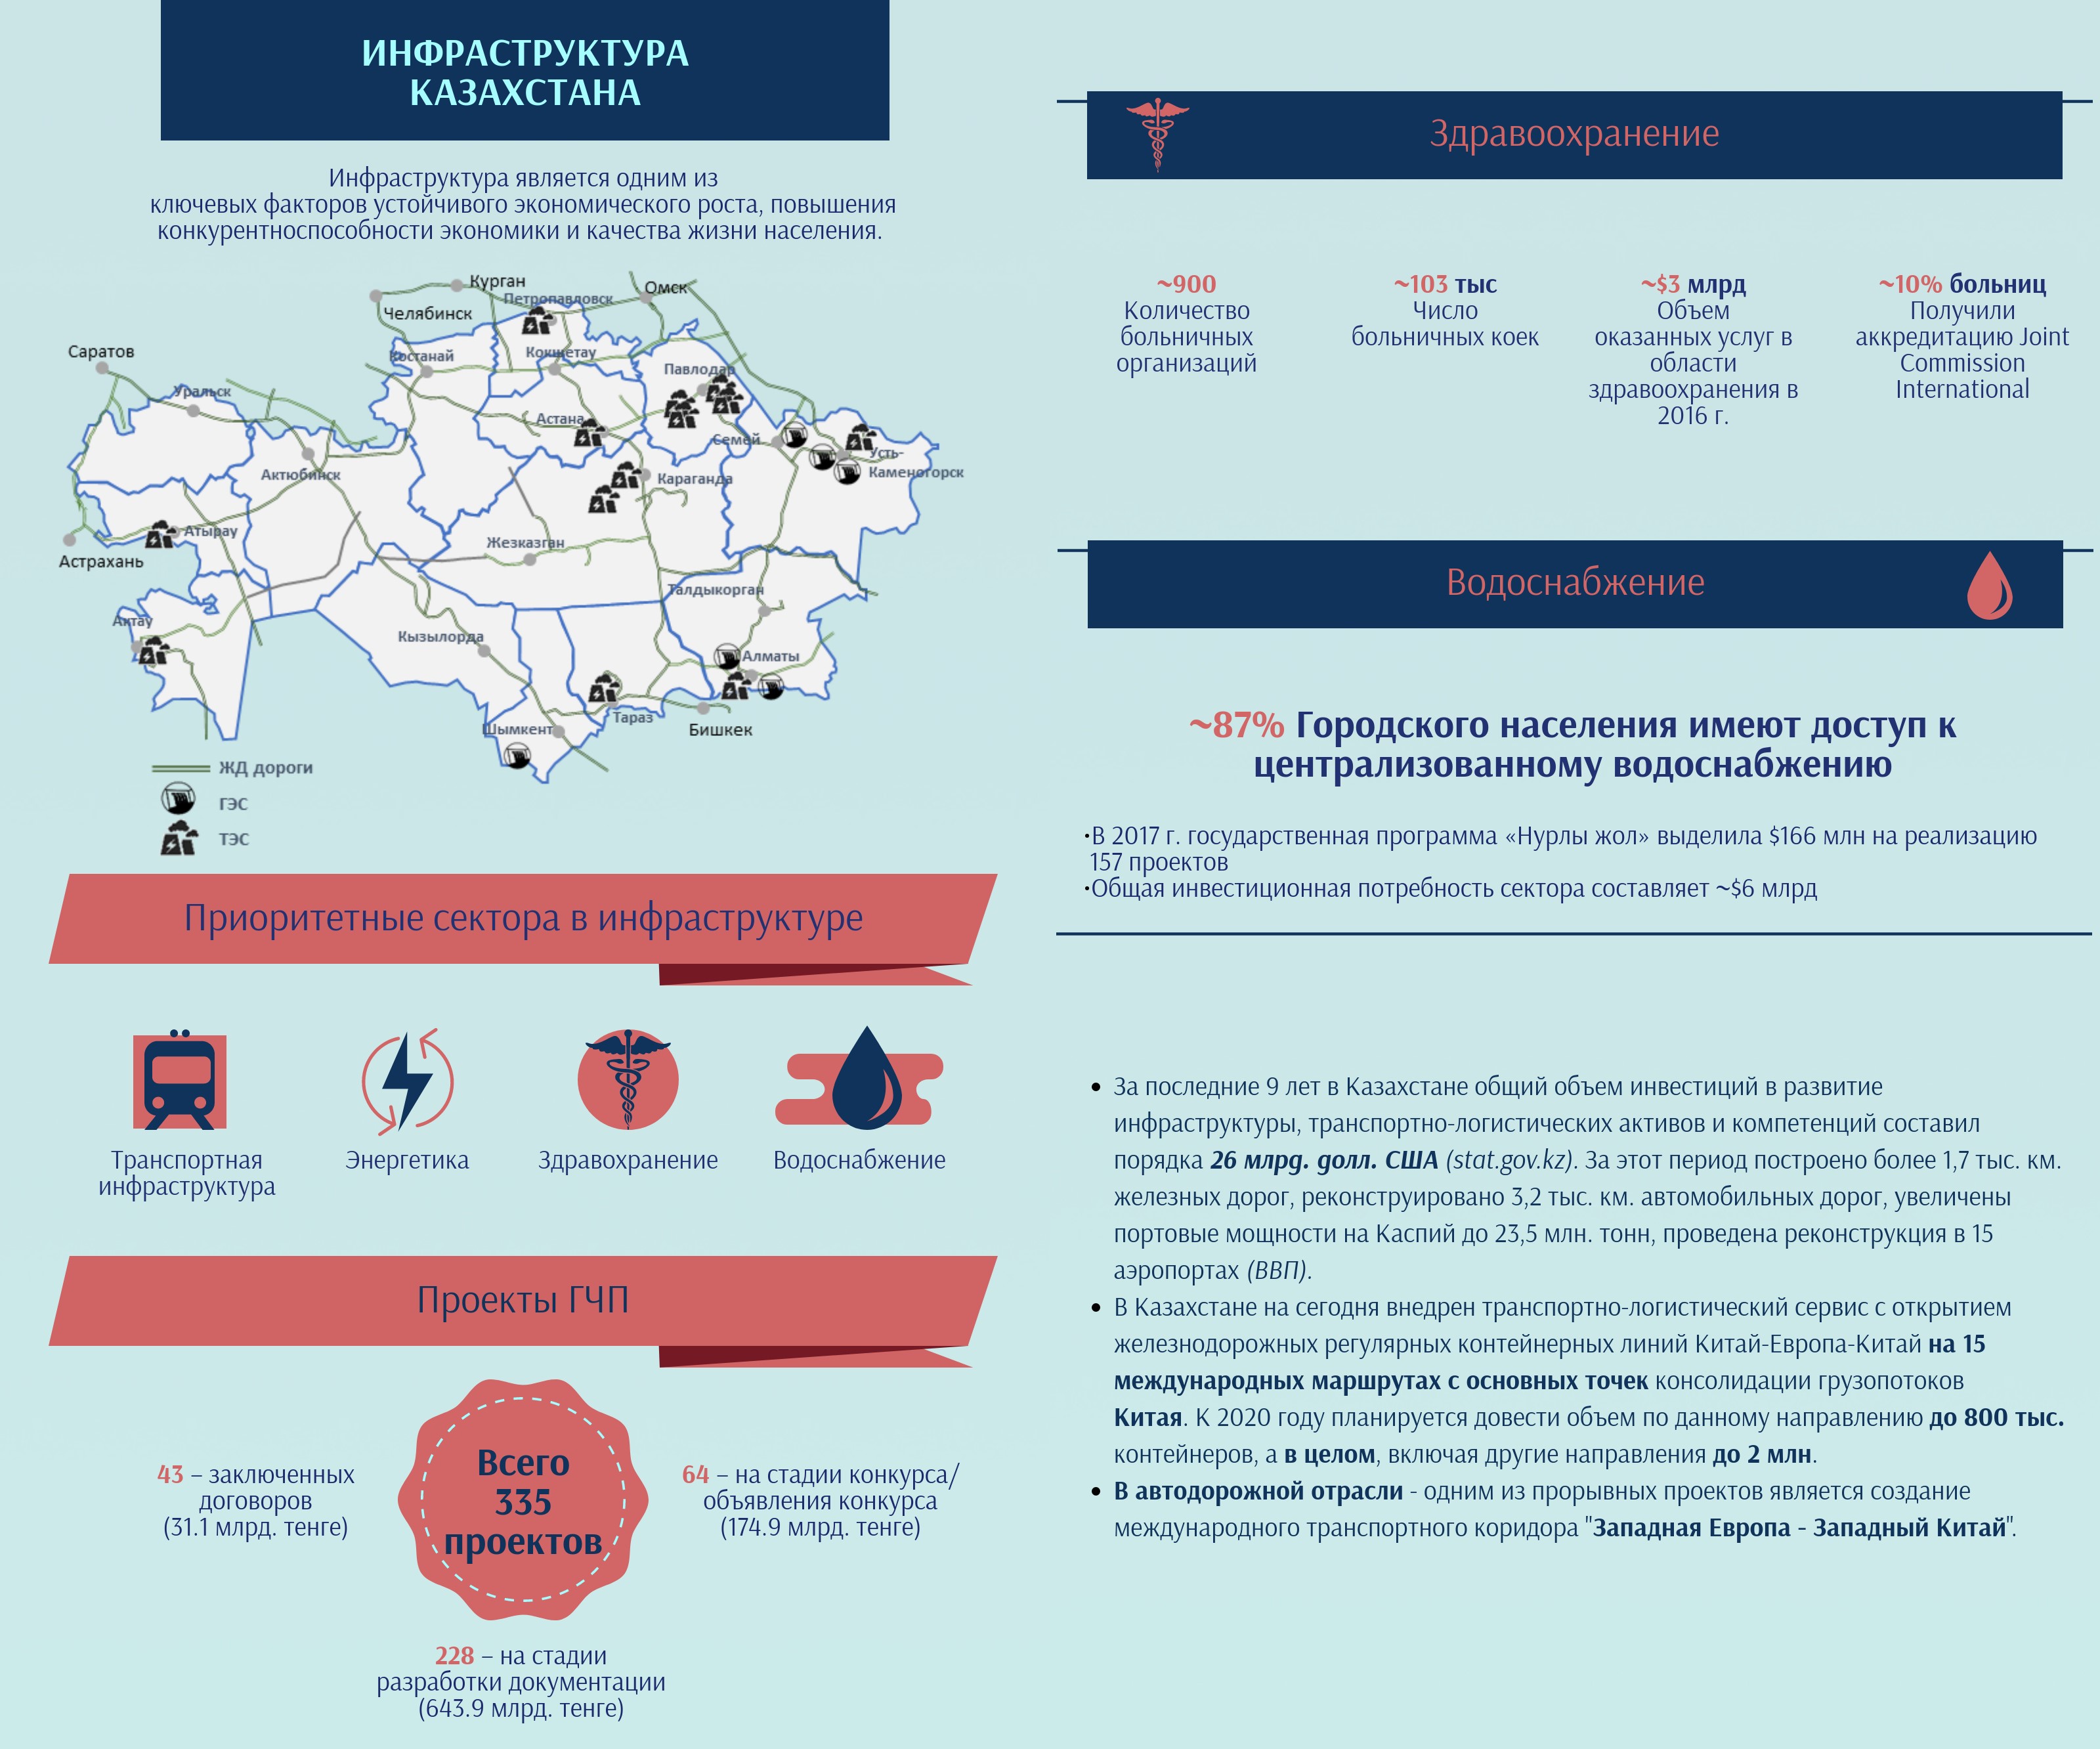 ИНФРАСТРУКТУРА
КАЗАХСТАНА
Инфраструктура является одним из
ключевых факторов устойчивого экономического роста, повышения
конкурентноспособности экономики и качества жизни населения.
Курган
Омск
Петропавловск
Челябинск
Саратов
Костанай
Кокшетау
Павлодар
Уральск
Астана
Семей
Усть-
Каменогорск
Актюбинск
Караганда
Атырау
Жезказган
Астрахань
Талдыкорган
Актау
Кызылорда
Алматы
Тараз
Шымкент
Бишкек
ЖД дороги
ГЭС
ТЭС
Приоритетные сектора в инфраструктуре
Транспортная
инфраструктура
Энергетика
Здравохранение
Водоснабжение
Проекты ГЧП
43 – заключенных
договоров
(31.1 млрд. тенге)
Всего
335
проектов
64 – на стадии конкурса/
объявления конкурса
(174.9 млрд. тенге)
228 – на стадии
разработки документации
(643.9 млрд. тенге)
Здравоохранение
~900
Количество
больничных
организаций
~103 тыс
Число
больничных коек
~$3 млрд
Объем
оказанных услуг в
области
здравоохранения в
2016 г.
~10% больниц
Получили
аккредитацию Joint
Commission
International
Водоснабжение
~87% Городского населения имеют доступ к
централизованному водоснабжению
·В 2017 г. государственная программа «Нурлы жол» выделила $166 млн на реализацию
157 проектов
·Общая инвестиционная потребность сектора составляет ~$6 млрд
• За последние 9 лет в Казахстане общий объем инвестиций в развитие
инфраструктуры, транспортно-логистических активов и компетенций составил
порядка 26 млрд. долл. США (stat.gov.kz). За этот период построено более 1,7 тыс. км.
железных дорог, реконструировано 3,2 тыс. км. автомобильных дорог, увеличены
портовые мощности на Каспий до 23,5 млн. тонн, проведена реконструкция в 15
аэропортах (ВВП).
• В Казахстане на сегодня внедрен транспортно-логистический сервис с открытием
железнодорожных регулярных контейнерных линий Китай-Европа-Китай на 15
международных маршрутах с основных точек консолидации грузопотоков
Китая. К 2020 году планируется довести объем по данному направлению до 800 тыс.
контейнеров, а в целом, включая другие направления до 2 млн.
• В автодорожной отрасли - одним из прорывных проектов является создание
международного транспортного коридора "Западная Европа - Западный Китай".